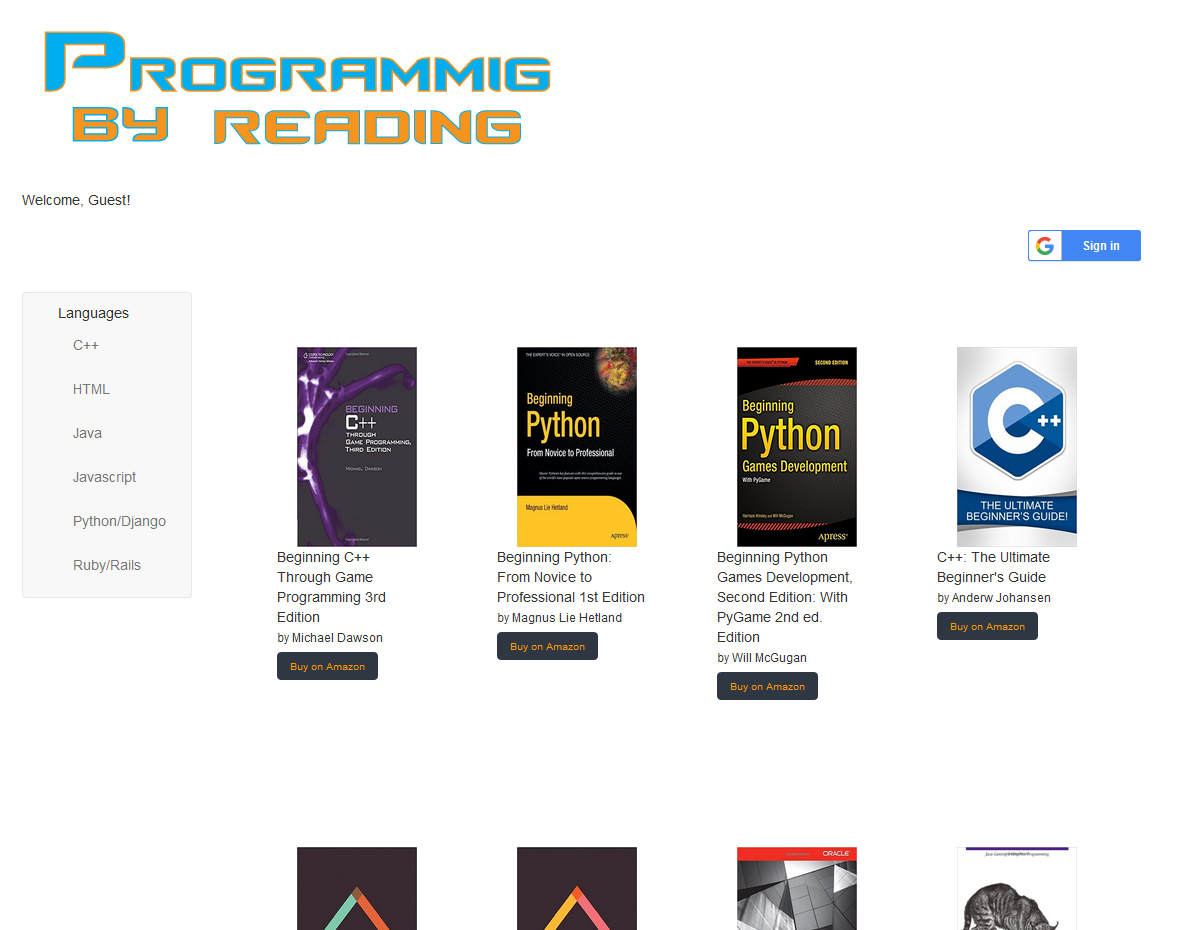 PROGRAMMIG
BY READING
Welcome, Guest!
Sign in
Languages
C++
HTML
Java
Javascript
Python/Django
Ruby/Rails
BEGINNING
C++
THROUGH
GAME PROGRAMMING,
THIRD EDITION
MICHAEL DAWSON
Beginning C++
Through Game
Programming 3rd
Edition
by Michael Dawson
Buy on Amazon
THE EXPERT'S VOICE® IN OPEN SOURCE
Beginning
Python
From Novice to Professional
Magnus Lie Hetland
Apress®
Beginning Python:
From Novice to
Professional 1st Edition
by Magnus Lie Hetland
Buy on Amazon
THE EXPERT'S VOICE® IN PYTHON
SECOND EDITION
Beginning
Python
Games Development
With PyGame
Harrison Kinsley and Will McGugan
Apress®
Beginning Python
Games Development,
Second Edition: With
PyGame 2nd ed.
Edition
by Will McGugan
Buy on Amazon
C++
THE ULTIMATE
BEGINNER'S GUIDE!
C++: The Ultimate
Beginner's Guide
by Anderw Johansen
Buy on Amazon
ORACLE